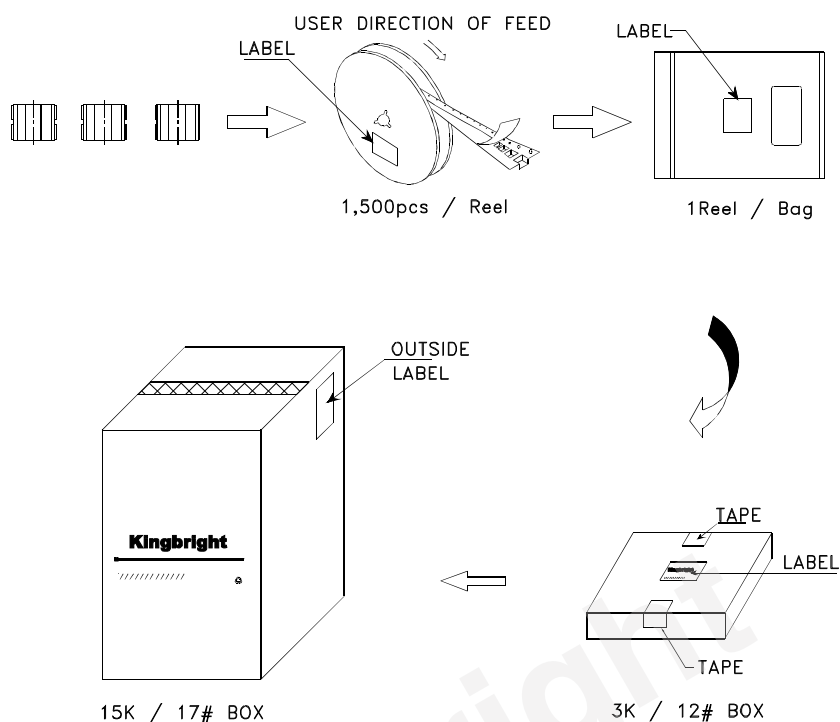 USER DIRECTION OF FEED
LABEL
LABEL
1,500pcs / Reel
1Reel / Bag
OUTSIDE
LABEL
Kingbright
TAPE
LABEL
TAPE
15K / 17# BOX
3K / 12# BOX
right